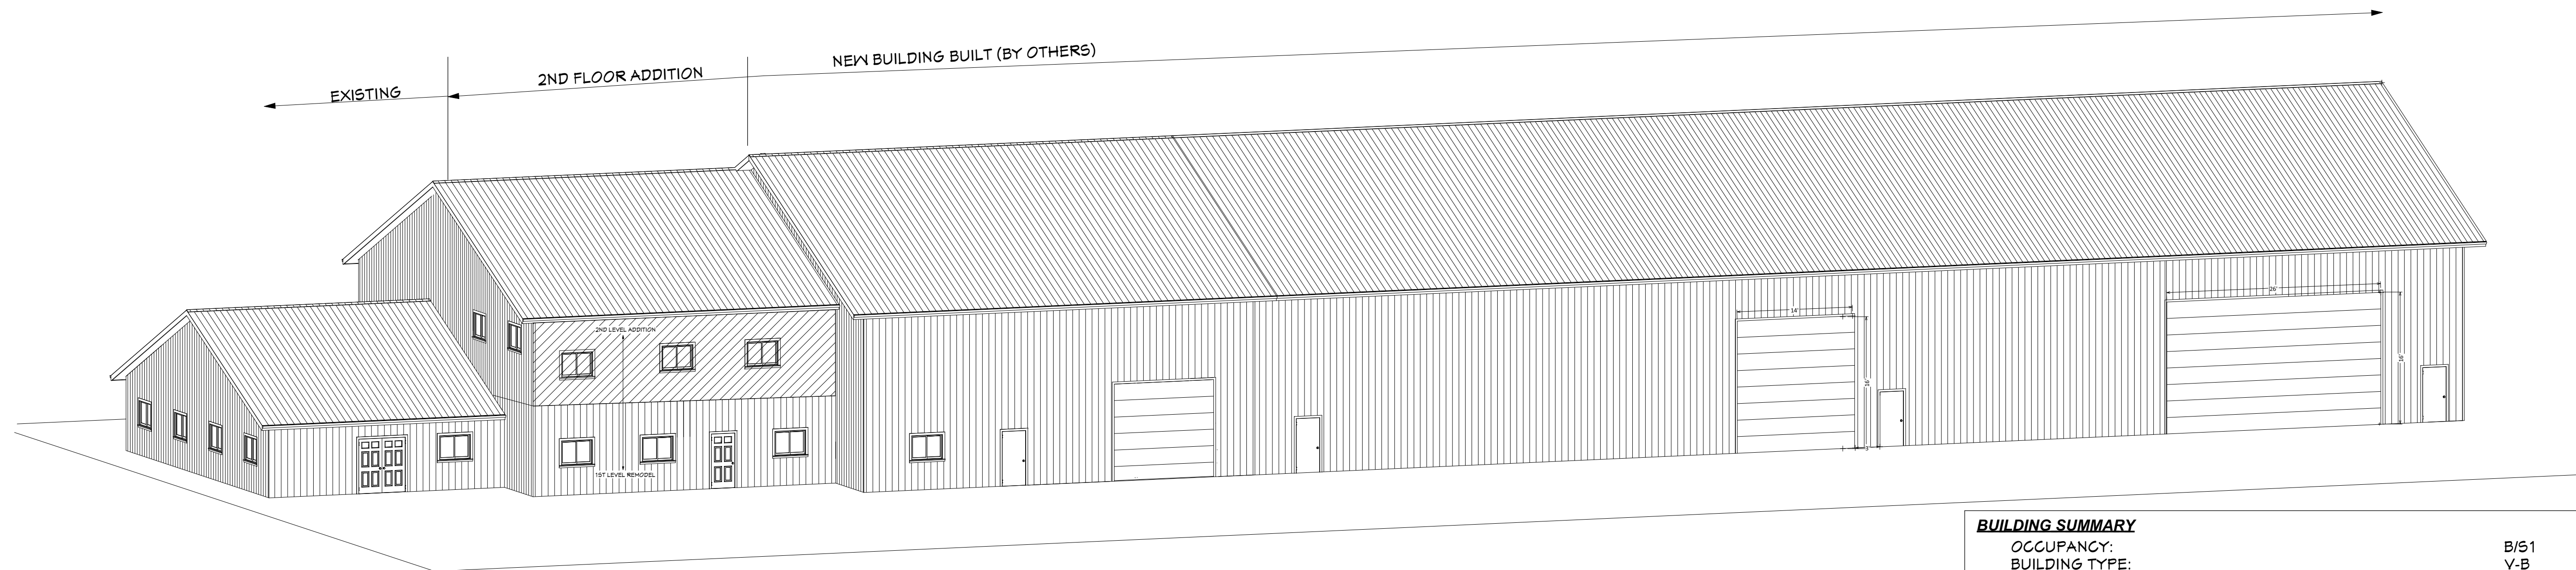 NEW BUILDING BUILT (BY OTHERS)
2ND FLOOR ADDITION
EXISTING
2ND LEVEL ADDITION
1ST LEVEL REMODEL
14'
16'
3'
26'
16'
BUILDING SUMMARY
OCCUPANCY: B/S1
BUILDING TYPE: V-B